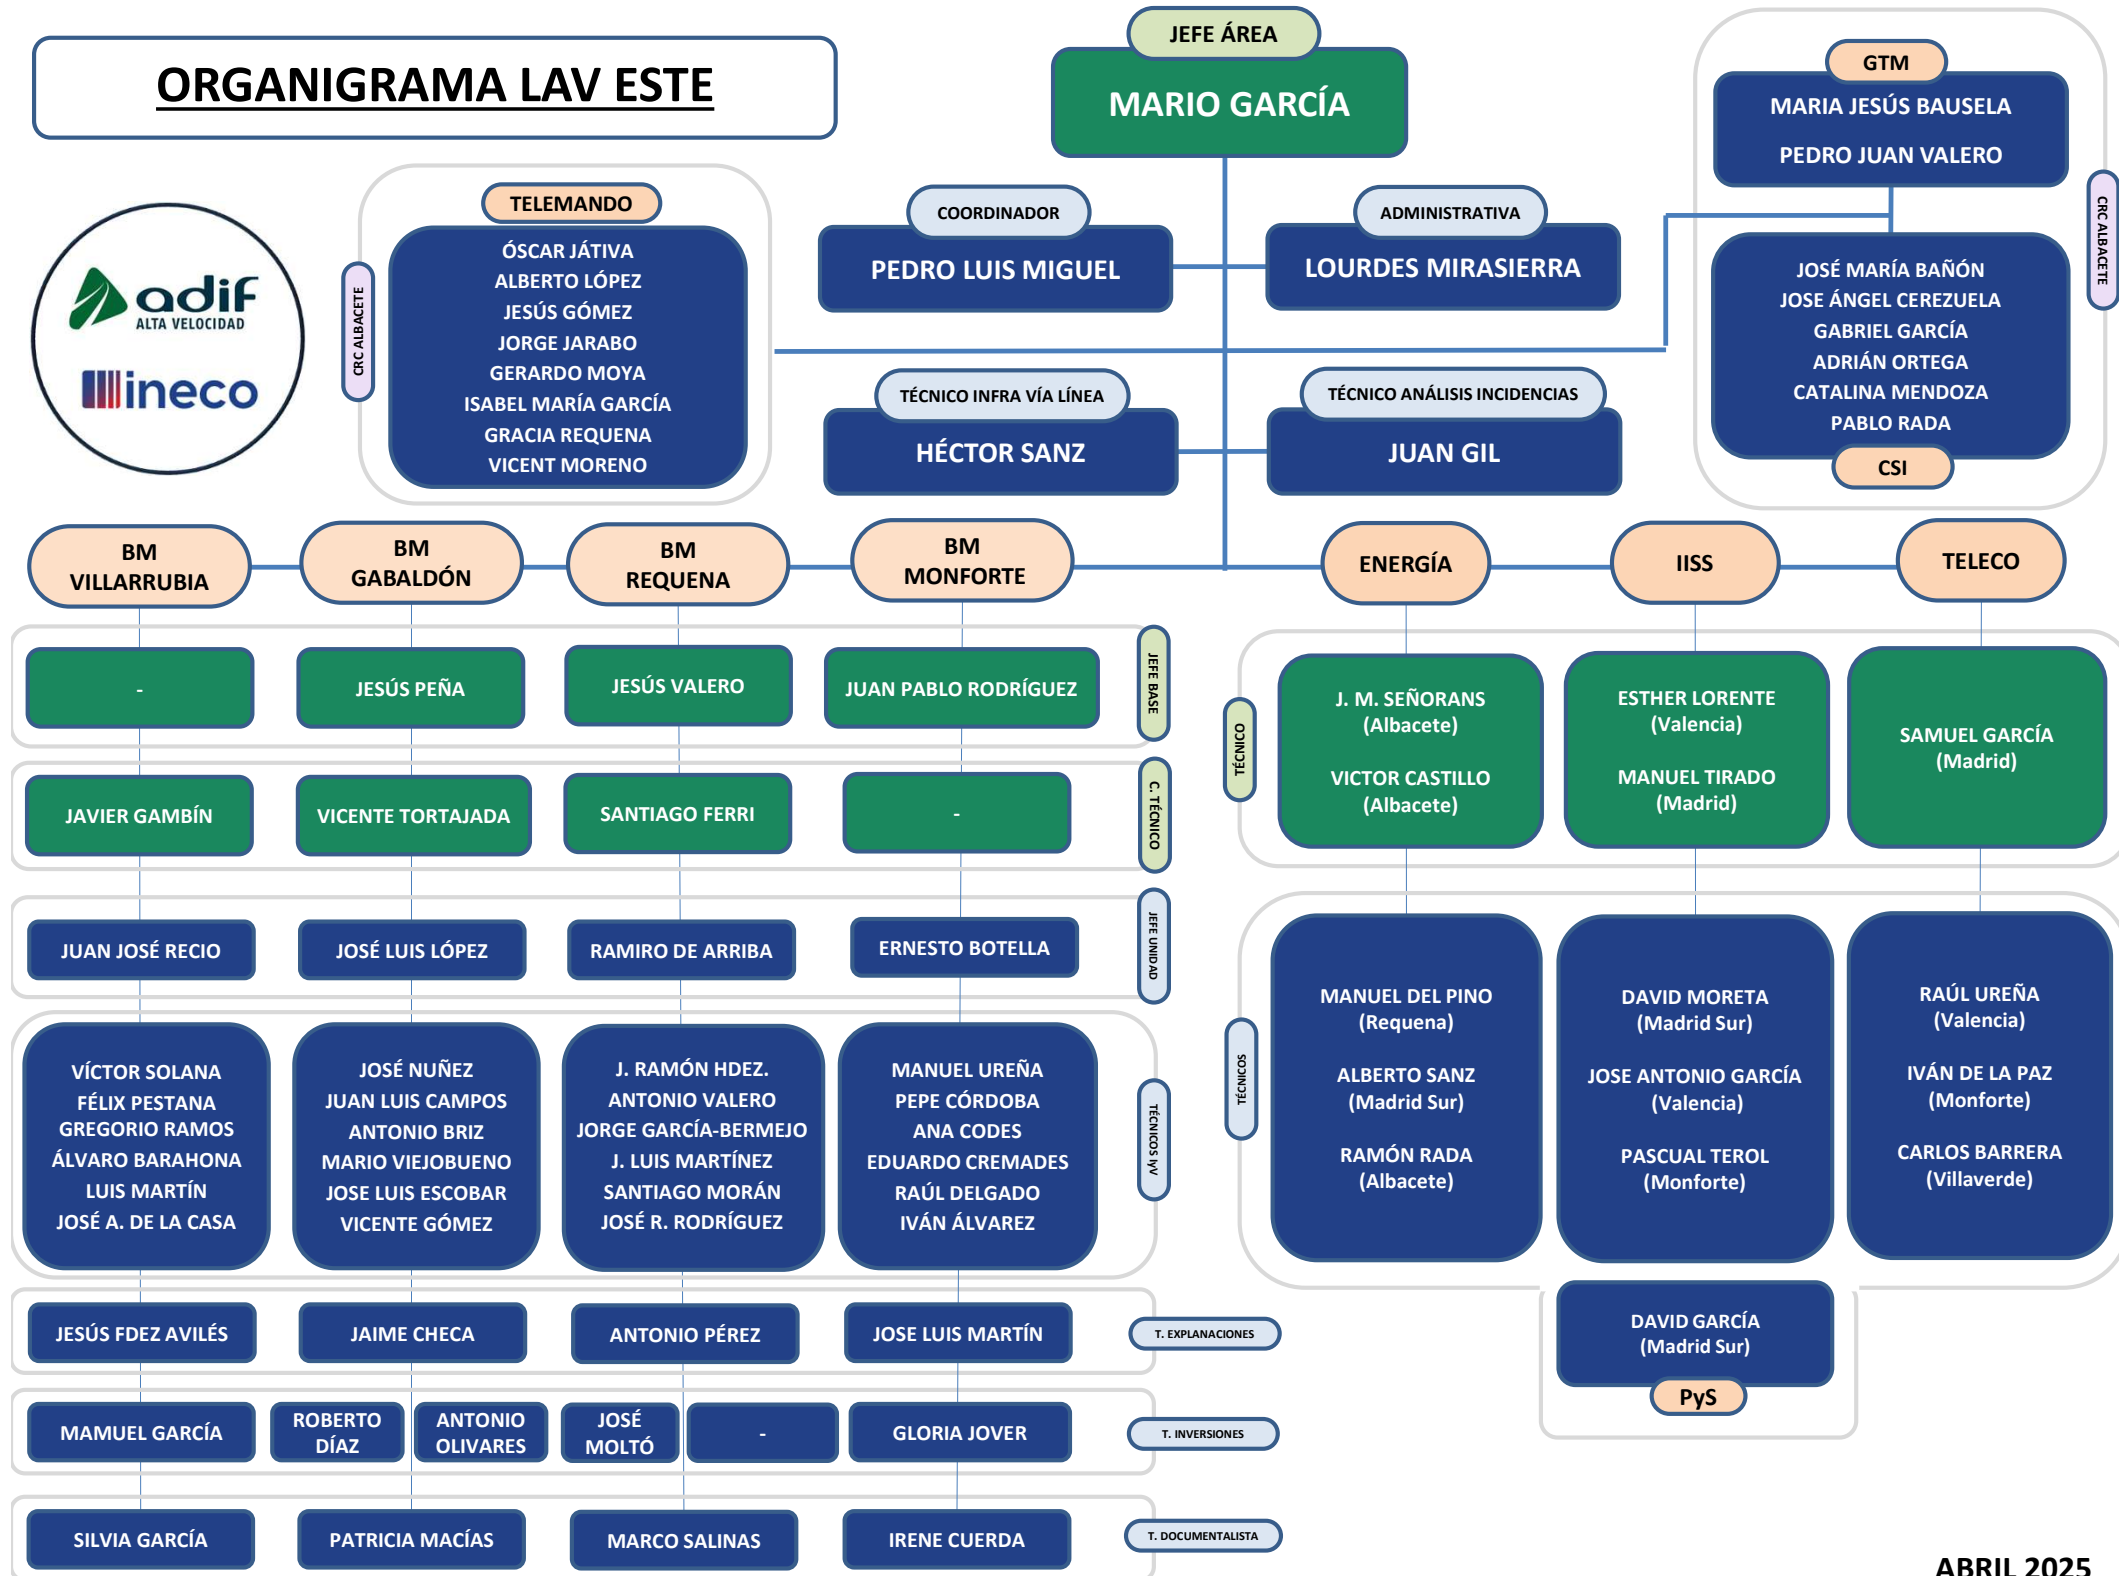 ORGANIGRAMA LAV ESTE
JEFE ÁREA
MARIO GARCÍA
GTM
MARIA JESÚS BAUSELA
PEDRO JUAN VALERO
CRC ALBACETE
JOSÉ MARÍA BAÑÓN
JOSE ÁNGEL CEREZUELA
GABRIEL GARCÍA
ADRIÁN ORTEGA
CATALINA MENDOZA
PABLO RADA
CSI
adif
ALTA VELOCIDAD
ineco
CRC ALBACETE
TELEMANDO
ÓSCAR JÁTIVA
ALBERTO LÓPEZ
JESÚS GÓMEZ
JORGE JARABO
GERARDO MOYA
ISABEL MARÍA GARCÍA
GRACIA REQUENA
VICENT MORENO
COORDINADOR
PEDRO LUIS MIGUEL
ADMINISTRATIVA
LOURDES MIRASIERRA
TÉCNICO INFRA VÍA LÍNEA
HÉCTOR SANZ
TÉCNICO ANÁLISIS INCIDENCIAS
JUAN GIL
BM
VILLARRUBIA
BM
GABALDÓN
BM
REQUENA
BM
MONFORTE
ENERGÍA
IISS
TELECO
-
JESÚS PEÑA
JESÚS VALERO
JUAN PABLO RODRÍGUEZ
JEFE BASE
JAVIER GAMBÍN
VICENTE TORTAJADA
SANTIAGO FERRI
-
C. TÉCNICO
TÉCNICO
J. M. SEÑORANS
(Albacete)
VICTOR CASTILLO
(Albacete)
ESTHER LORENTE
(Valencia)
MANUEL TIRADO
(Madrid)
SAMUEL GARCÍA
(Madrid)
JUAN JOSÉ RECIO
JOSÉ LUIS LÓPEZ
RAMIRO DE ARRIBA
ERNESTO BOTELLA
JEFE UNIDAD
VÍCTOR SOLANA
FÉLIX PESTANA
GREGORIO RAMOS
ÁLVARO BARAHONA
LUIS MARTÍN
JOSÉ A. DE LA CASA
JOSÉ NUÑEZ
JUAN LUIS CAMPOS
ANTONIO BRIZ
MARIO VIEJOBUENO
JOSE LUIS ESCOBAR
VICENTE GÓMEZ
J. RAMÓN HDEZ.
ANTONIO VALERO
JORGE GARCÍA-BERMEJO
J. LUIS MARTÍNEZ
SANTIAGO MORÁN
JOSÉ R. RODRÍGUEZ
MANUEL UREÑA
PEPE CÓRDOBA
ANA CODES
EDUARDO CREMADES
RAÚL DELGADO
IVÁN ÁLVAREZ
TÉCNICOS IyV
TÉCNICOS
MANUEL DEL PINO
(Requena)
ALBERTO SANZ
(Madrid Sur)
RAMÓN RADA
(Albacete)
DAVID MORETA
(Madrid Sur)
JOSE ANTONIO GARCÍA
(Valencia)
PASCUAL TEROL
(Monforte)
RAÚL UREÑA
(Valencia)
IVÁN DE LA PAZ
(Monforte)
CARLOS BARRERA
(Villaverde)
JESÚS FDEZ AVILÉS
JAIME CHECA
ANTONIO PÉREZ
JOSE LUIS MARTÍN
T. EXPLANACIONES
DAVID GARCÍA
(Madrid Sur)
PyS
MAMUEL GARCÍA
ROBERTO
DÍAZ
ANTONIO
OLIVARES
JOSÉ
MOLTÓ
-
GLORIA JOVER
T. INVERSIONES
SILVIA GARCÍA
PATRICIA MACÍAS
MARCO SALINAS
IRENE CUERDA
T. DOCUMENTALISTA
ABRIL 2025